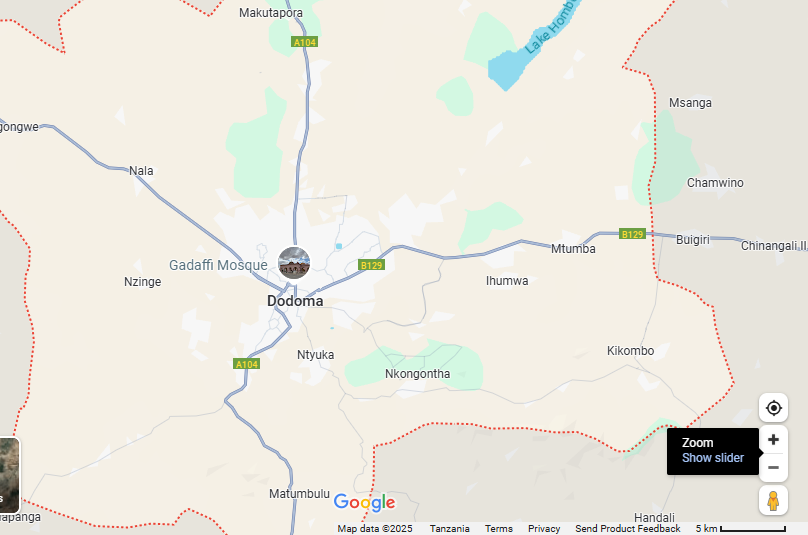 Makutapora
A104
Lake Hombo
Msanga
gongwe
Nala
Chamwino
B129
Buigiri
Mtumba
Chinangali II
Gadaffi Mosque
B129
Ihumwa
Nzinge
Dodoma
Ntyuka
Kikombo
A104
Nkongontha
Zoom
Show slider
s
Matumbulu
Google
apanga
Handali
Map data ©2025 Tanzania Terms Privacy Send Product Feedback 5 km